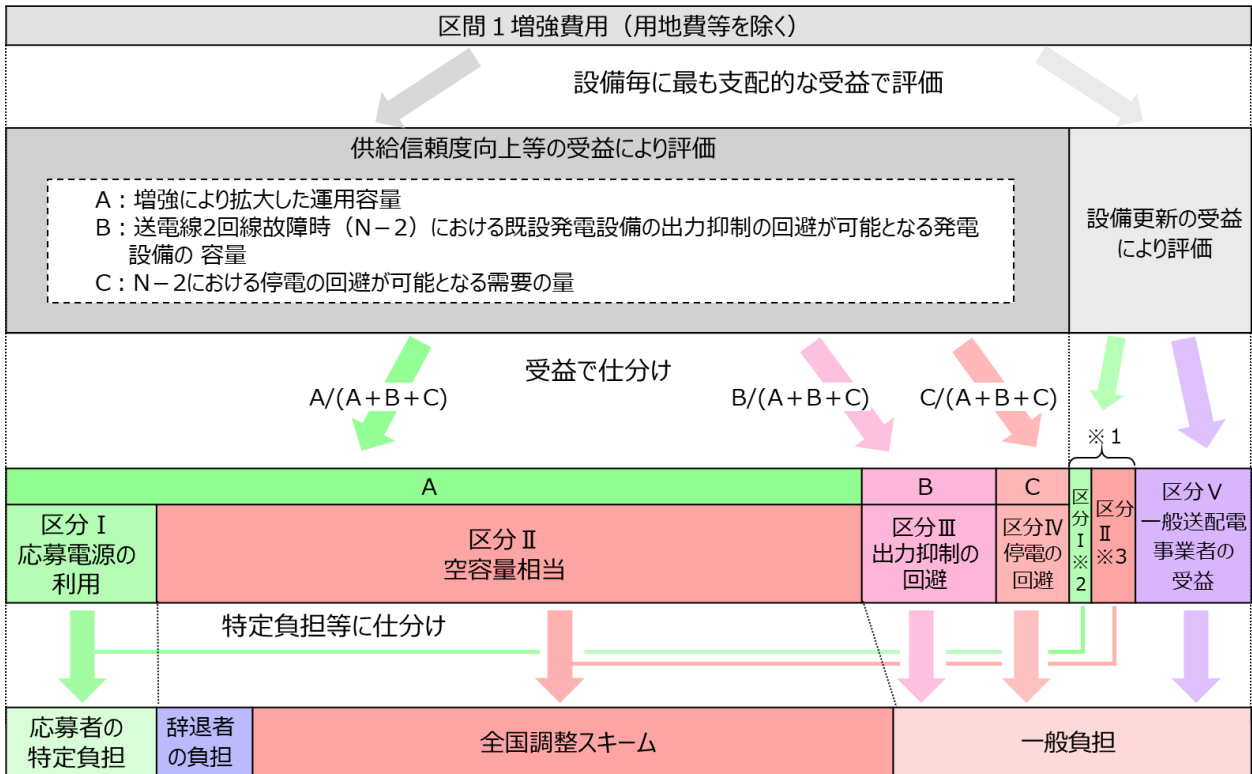 区間１増強費用（用地費等を除く）
設備毎に最も支配的な受益で評価
供給信頼度向上等の受益により評価
A：増強により拡大した運用容量
B：送電線2回線故障時（N－2）における既設発電設備の出力抑制の回避が可能となる発電
設備の 容量
C：N－2における停電の回避が可能となる需要の量
設備更新の受益
により評価
受益で仕分け
A/(A＋B＋C)
B/(A＋B＋C)
C/(A＋B＋C)
※１
A
B
C
区分Ⅰ
応募電源の
利用
区分Ⅱ
空容量相当
区分Ⅲ
出力抑制の
回避
区分Ⅳ
停電の
回避
区分Ⅰ※2
区分
Ⅱ
※3
区分Ⅴ
一般送配電
事業者の
受益
特定負担等に仕分け
応募者の
特定負担
辞退者
の負担
全国調整スキーム
一般負担